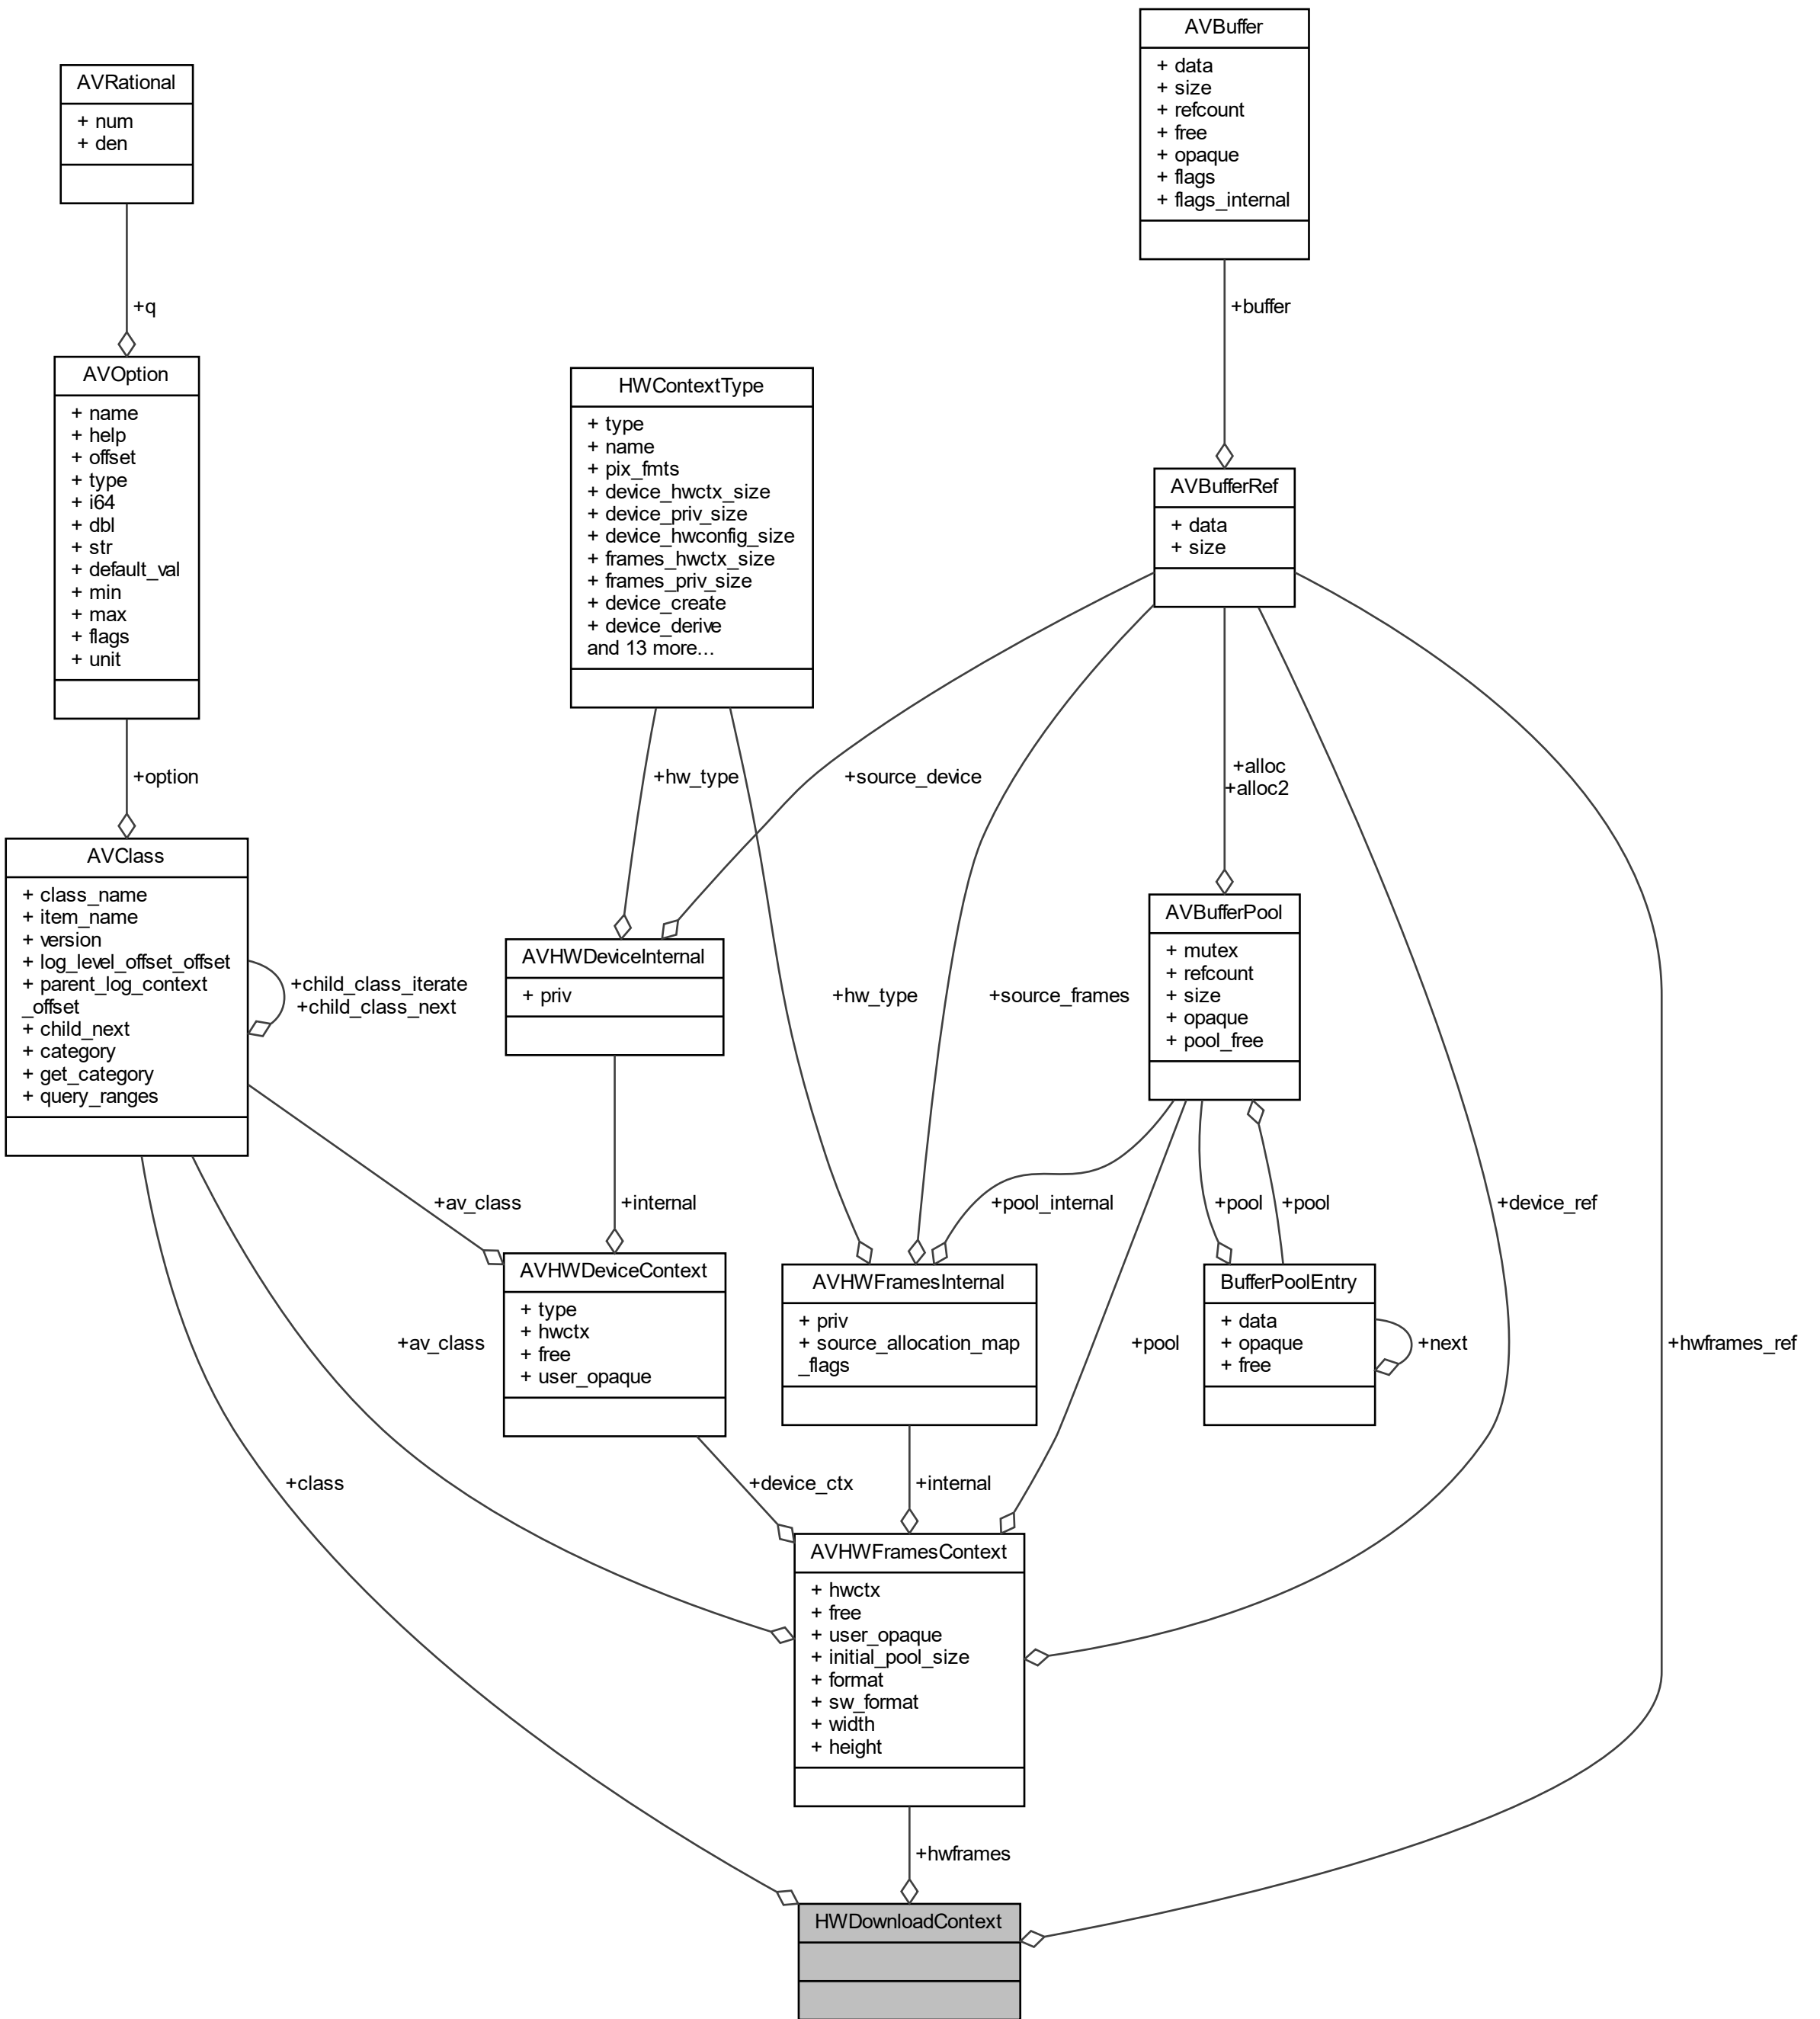 AVBuffer
+ data
+ size
+ refcount
+ free
+ opaque
+ flags
+ flags_internal
AVRational
+ num
+ den
+q
+buffer
AVOption
+ name
+ help
+ offset
+ type
+ i64
+ dbl
+ str
+ default_val
+ min
+ max
+ flags
+ unit
HWContextType
+ type
+ name
+ pix_fmts
+ device_hwctx_size
+ device_priv_size
+ device_hwconfig_size
+ frames_hwctx_size
+ frames_priv_size
+ device_create
+ device_derive
and 13 more...
AVBufferRef
+ data
+ size
+option
+hw_type
+source_device
+alloc
+alloc2
AVClass
+ class_name
+ item_name
+ version
+ log_level_offset_offset
+ parent_log_context
_offset
+ child_next
+ category
+ get_category
+ query_ranges
+child_class_iterate
+child_class_next
AVHWDeviceInternal
+ priv
+hw_type
+source_frames
AVBufferPool
+ mutex
+ refcount
+ size
+ opaque
+ pool_free
+av_class
+internal
+pool_internal
+pool
+pool
+device_ref
AVHWDeviceContext
+ type
+ hwctx
+ free
+ user_opaque
AVHWFramesInternal
+ priv
+ source_allocation_map
_flags
BufferPoolEntry
+ data
+ opaque
+ free
+next
+av_class
+pool
+hwframes_ref
+class
+device_ctx
+internal
AVHWFramesContext
+ hwctx
+ free
+ user_opaque
+ initial_pool_size
+ format
+ sw_format
+ width
+ height
+hwframes
HWDownloadContext